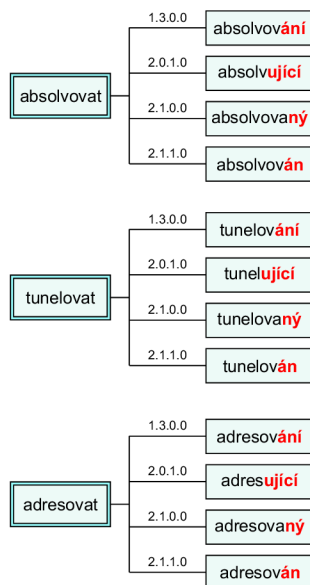 1.3.0.0
absolvování
2.0.1.0
absolvující
absolvovat
2.1.0.0
absolvovaný
2.1.1.0
absolvován
1.3.0.0
tunelování
2.0.1.0
tunelující
tunelovat
2.1.0.0
tunelovaný
2.1.1.0
tunelován
1.3.0.0
adresování
2.0.1.0
adresující
adresovat
2.1.0.0
adresovaný
2.1.1.0
adresován